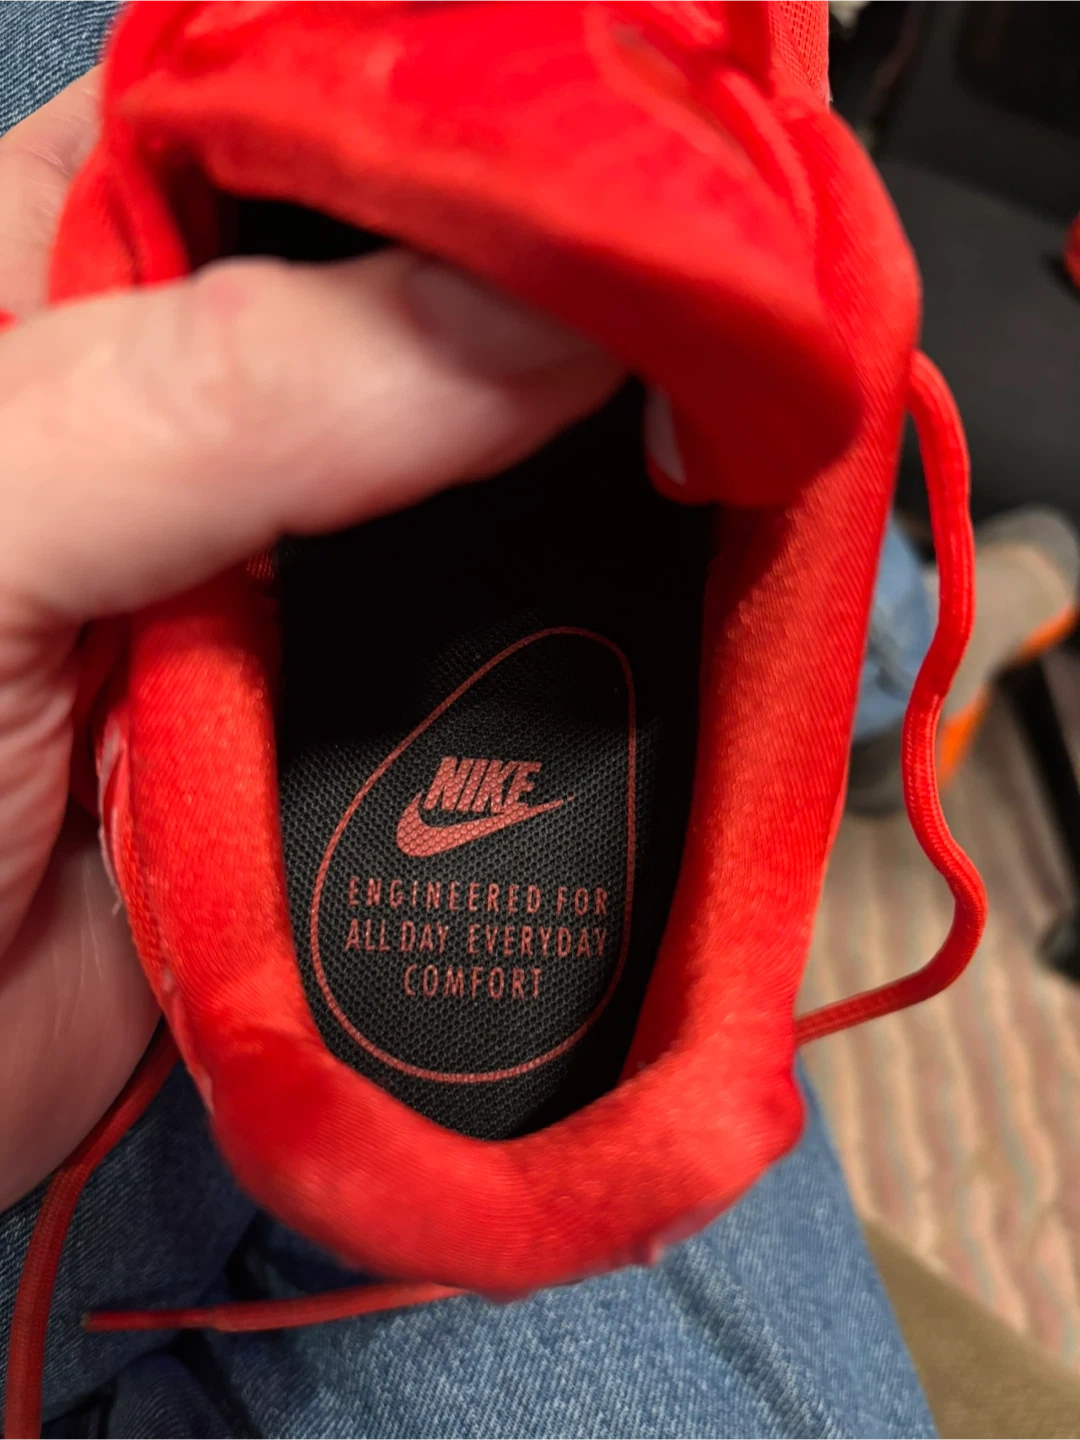 NIKE
ENGINEERED FOR
ALL DAY EVERYDAY
COMFORT